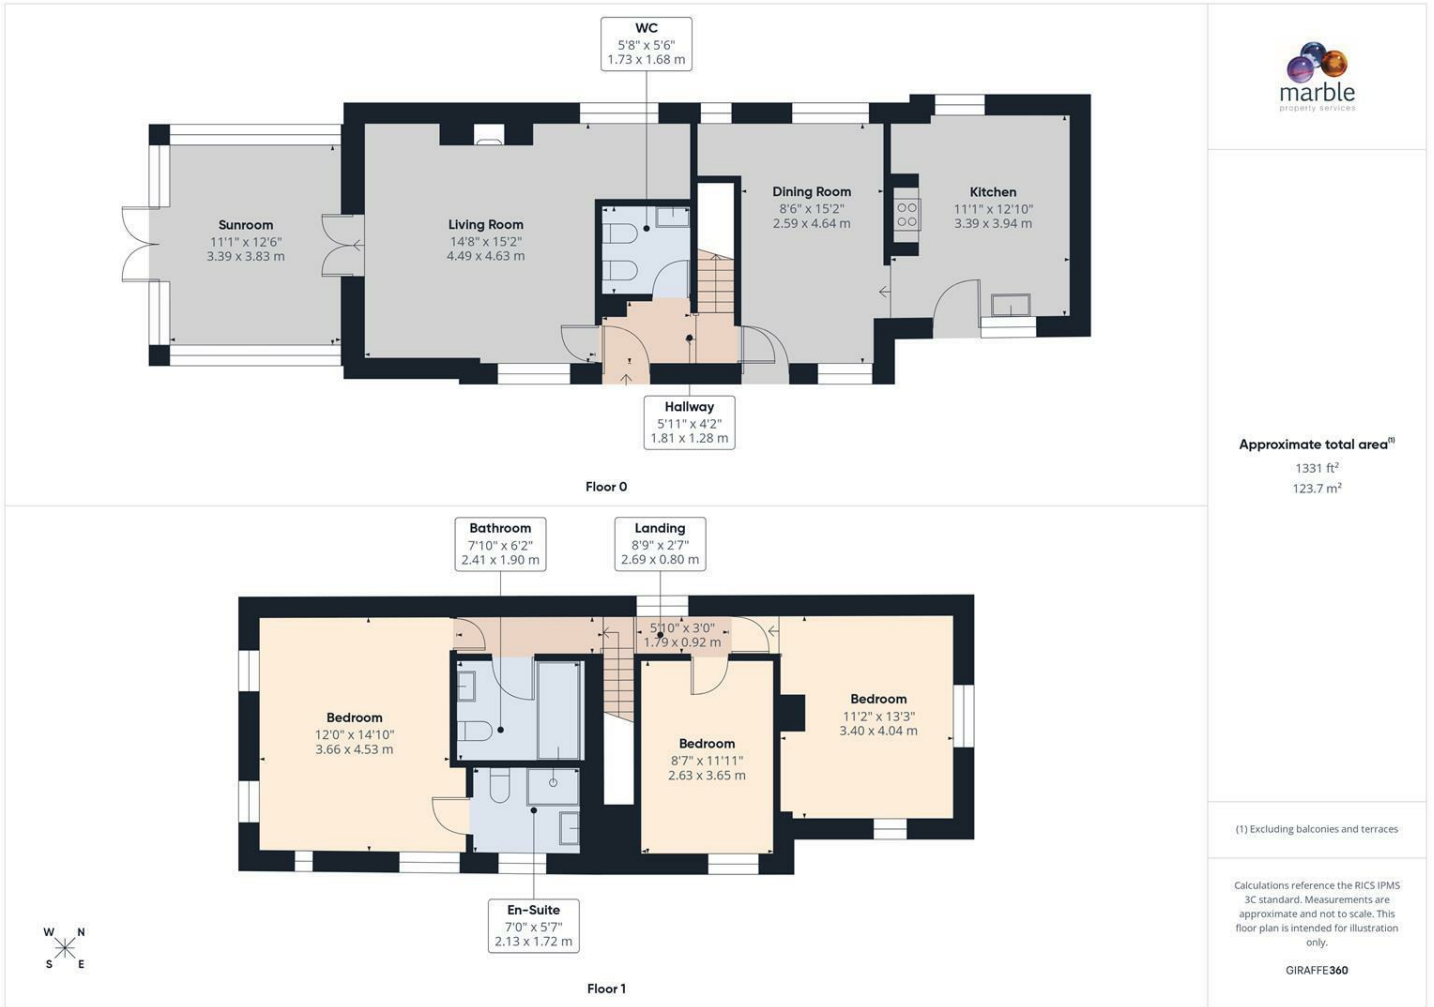 WC
5'8" x 5'6"
1.73 x 1.68 m
Sunroom
11'1" x 12'6"
3.39 x 3.83 m
Living Room
14'8" x 15'2"
4.49 x 4.63 m
Dining Room
8'6" x 15'2"
2.59 x 4.64 m
Kitchen
11'1" x 12'10"
3.39 x 3.94 m
Hallway
5'11" x 4'2"
1.81 x 1.28 m
Floor 0
Bathroom
7'10" x 6'2"
2.41 x 1.90 m
Landing
8'9" x 2'7"
2.69 x 0.80 m
5'10" x 3'0"
1.79 x 0.92 m
Bedroom
12'0" x 14'10"
3.66 x 4.53 m
Bedroom
8'7" x 11'11"
2.63 x 3.65 m
Bedroom
11'2" x 13'3"
3.40 x 4.04 m
En-Suite
7'0" x 5'7"
2.13 x 1.72 m
W N
S E
Floor 1
marble
property services
Approximate total area(1)
1331 ft²
123.7 m²
(1) Excluding balconies and terraces
Calculations reference the RICS IPMS
3C standard. Measurements are
approximate and not to scale. This
floor plan is intended for illustration
only.
GIRAFFE360